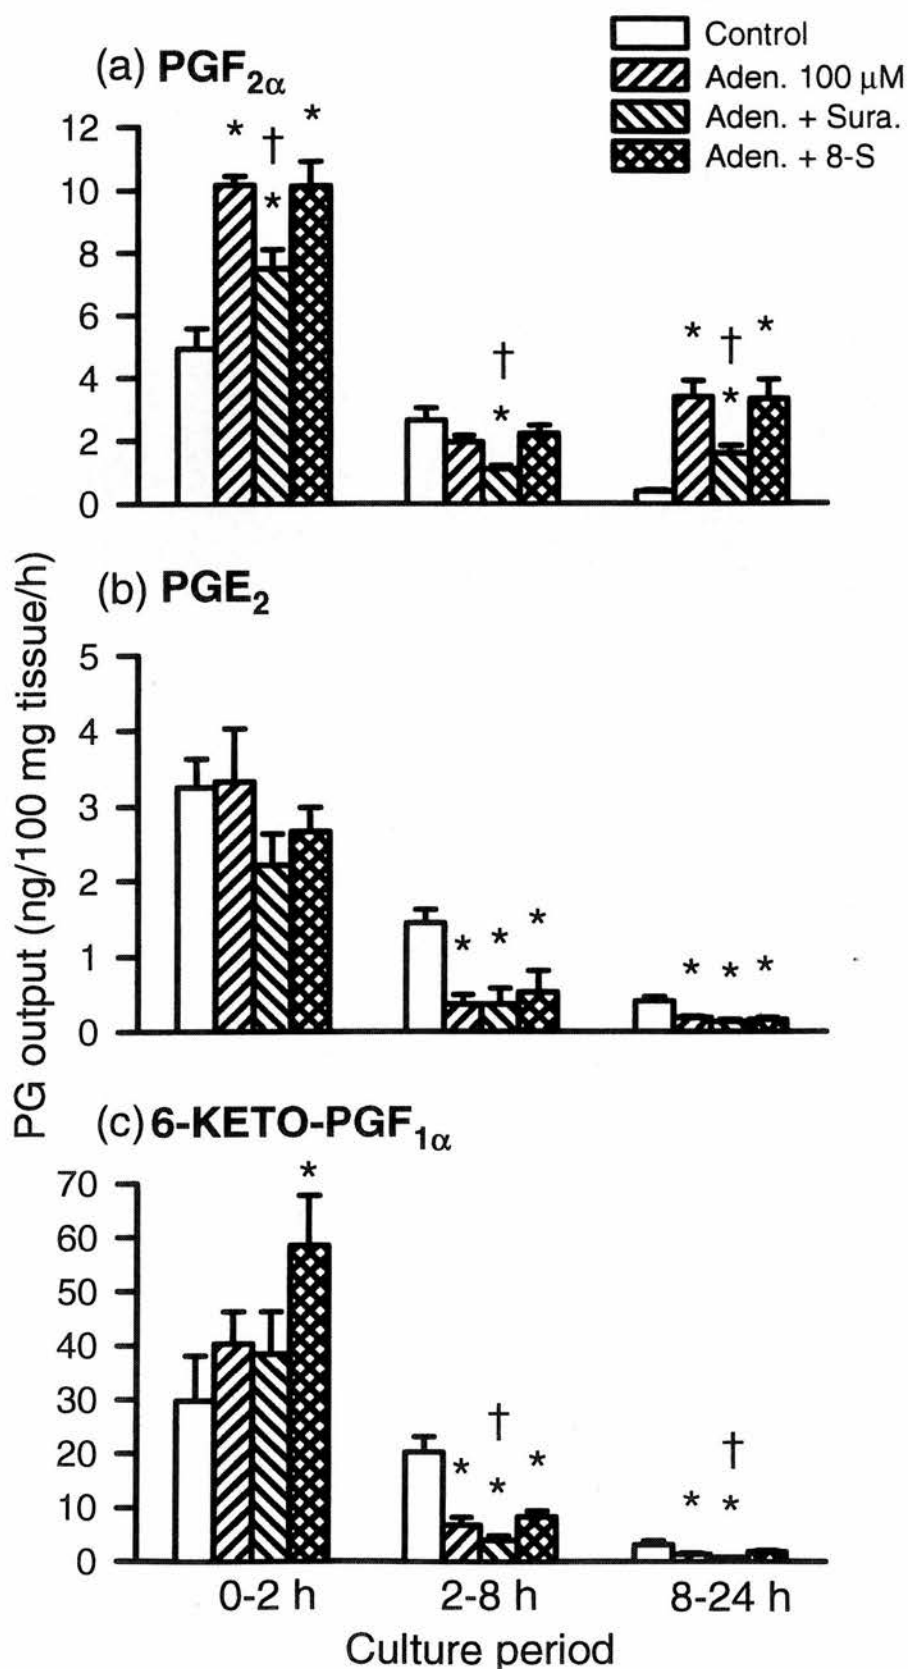 Control
Aden. 100 μM
Aden. + Sura.
Aden. + 8-S
(a) PGF2α
12
10
8
6
4
2
0
* † * *
† *
* † * *
PG output (ng/100 mg tissue/h)
(b) PGE2
5
4
3
2
1
0
* * *
* * *
(c) 6-KETO-PGF1α
70
60
50
40
30
20
10
0
*
* † * *
* † *
0-2 h 2-8 h 8-24 h
Culture period